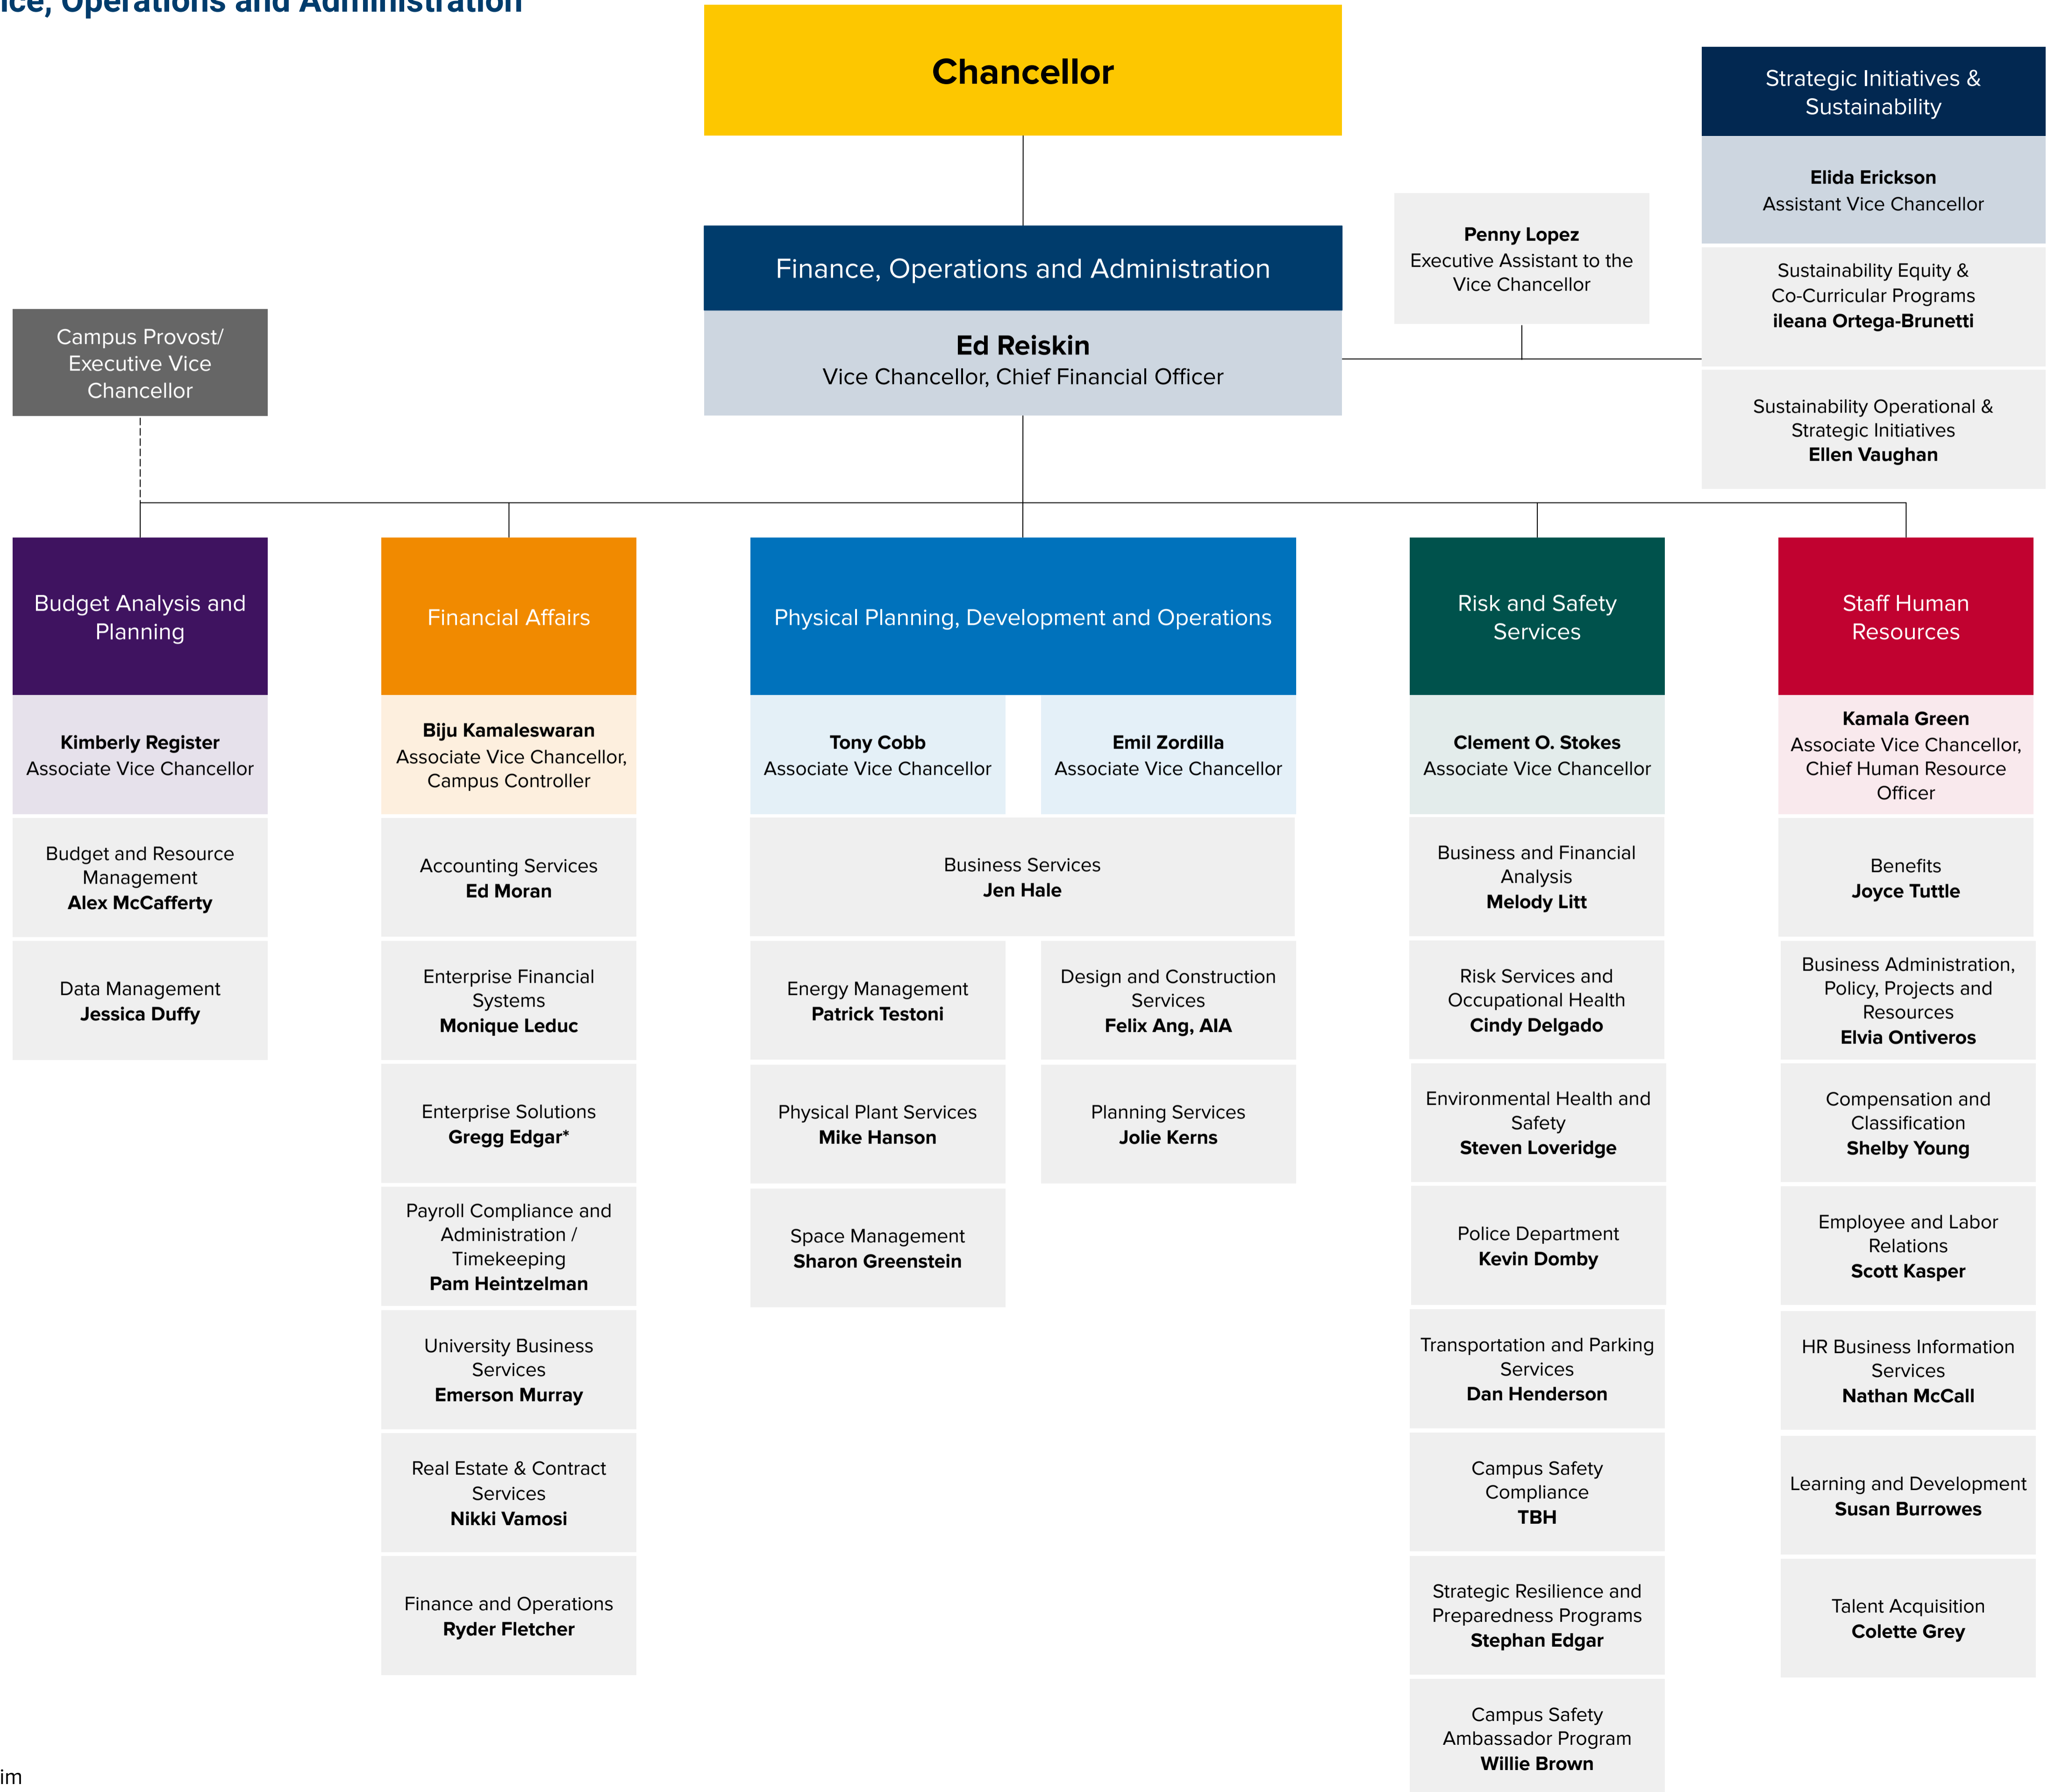 ice, Operations and Administration
Chancellor
Strategic Initiatives &
Sustainability
Elida Erickson
Assistant Vice Chancellor
Sustainability Equity &
Co-Curricular Programs
ileana Ortega-Brunetti
Sustainability Operational &
Strategic Initiatives
Ellen Vaughan
Penny Lopez
Executive Assistant to the
Vice Chancellor
Finance, Operations and Administration
Ed Reiskin
Vice Chancellor, Chief Financial Officer
Campus Provost/
Executive Vice
Chancellor
Budget Analysis and
Planning
Kimberly Register
Associate Vice Chancellor
Budget and Resource
Management
Alex McCafferty
Data Management
Jessica Duffy
Financial Affairs
Biju Kamaleswaran
Associate Vice Chancellor,
Campus Controller
Accounting Services
Ed Moran
Enterprise Financial
Systems
Monique Leduc
Enterprise Solutions
Gregg Edgar*
Payroll Compliance and
Administration /
Timekeeping
Pam Heintzelman
University Business
Services
Emerson Murray
Real Estate & Contract
Services
Nikki Vamosi
Finance and Operations
Ryder Fletcher
Physical Planning, Development and Operations
Tony Cobb
Associate Vice Chancellor
Emil Zordilla
Associate Vice Chancellor
Business Services
Jen Hale
Energy Management
Patrick Testoni
Physical Plant Services
Mike Hanson
Space Management
Sharon Greenstein
Design and Construction
Services
Felix Ang, AIA
Planning Services
Jolie Kerns
Risk and Safety
Services
Clement O. Stokes
Associate Vice Chancellor
Business and Financial
Analysis
Melody Litt
Risk Services and
Occupational Health
Cindy Delgado
Environmental Health and
Safety
Steven Loveridge
Police Department
Kevin Domby
Transportation and Parking
Services
Dan Henderson
Campus Safety
Compliance
TBH
Strategic Resilience and
Preparedness Programs
Stephan Edgar
Campus Safety
Ambassador Program
Willie Brown
Staff Human
Resources
Kamala Green
Associate Vice Chancellor,
Chief Human Resource
Officer
Benefits
Joyce Tuttle
Business Administration,
Policy, Projects and
Resources
Elvia Ontiveros
Compensation and
Classification
Shelby Young
Employee and Labor
Relations
Scott Kasper
HR Business Information
Services
Nathan McCall
Learning and Development
Susan Burrowes
Talent Acquisition
Colette Grey
im